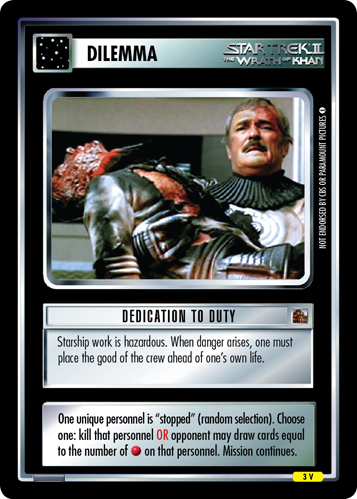 DILEMMA
STAR TREK II
THE WRATH OF KHAN
NOT ENDORSED BY CBS OR PARAMOUNT PICTURES
DEDICATION TO DUTY
Starship work is hazardous. When danger arises, one must
place the good of the crew ahead of one's own life.
One unique personnel is "stopped" (random selection). Choose
one: kill that personnel OR opponent may draw cards equal
to the number of on that personnel. Mission continues.
3 V